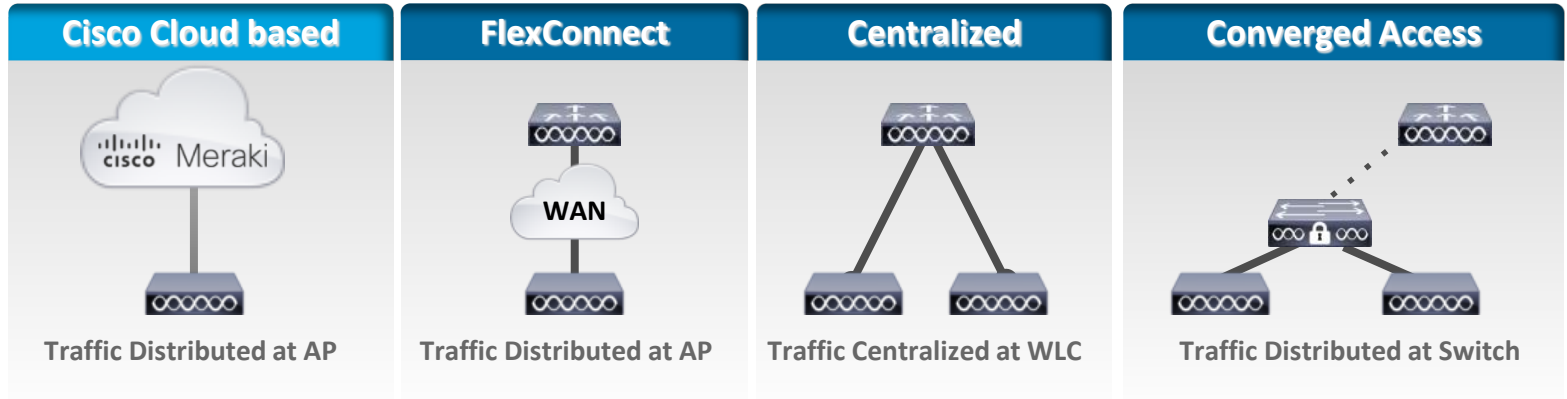 Cisco Cloud based
FlexConnect
Centralized
Converged Access
CISCO Meraki
WAN
Traffic Distributed at AP
Traffic Distributed at AP
Traffic Centralized at WLC
Traffic Distributed at Switch